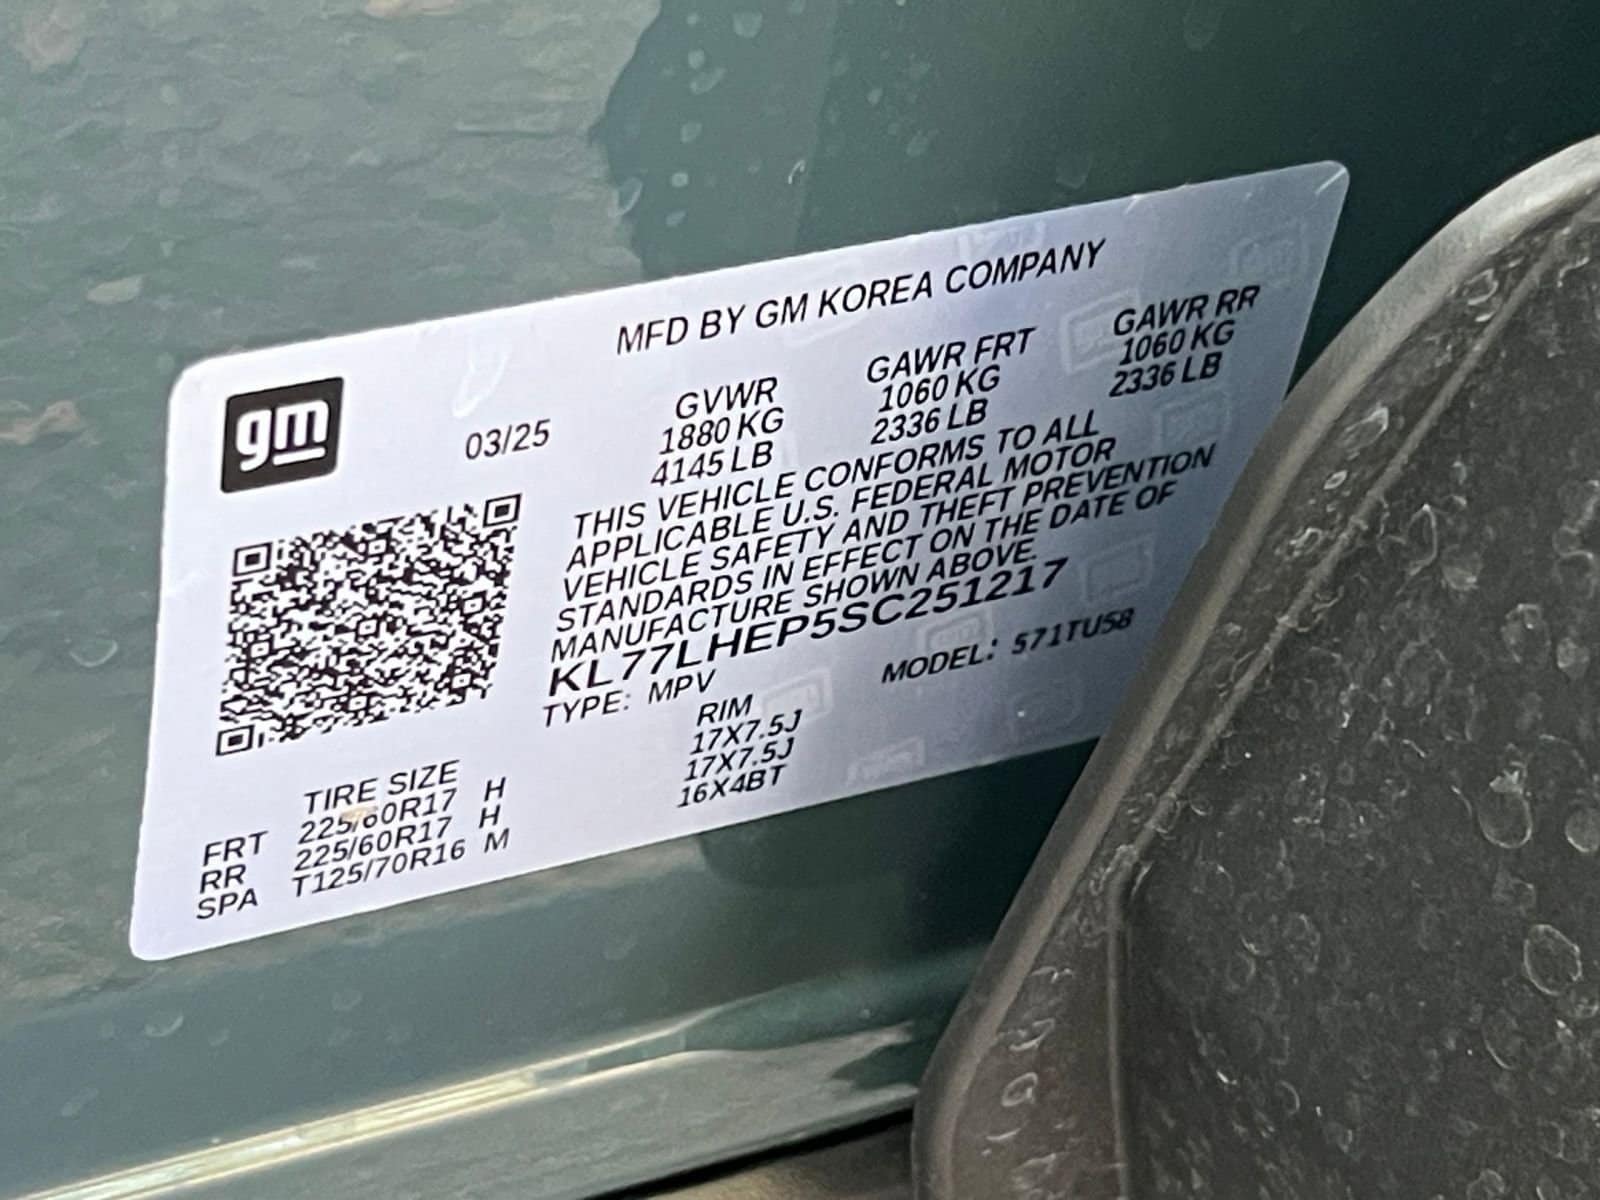 MFD BY GM KOREA COMPANY
gm
03/25
GVWR GAWR FRT GAWR RR
1880 KG 1060 KG 1060 KG
4145 LB 2336 LB 2336 LB
THIS VEHICLE CONFORMS TO ALL
APPLICABLE U.S. FEDERAL MOTOR
VEHICLE SAFETY AND THEFT PREVENTION
STANDARDS IN EFFECT ON THE DATE OF
MANUFACTURE SHOWN ABOVE.
KL77LHEP5SC251217
TYPE: MPV MODEL: 571TU58
TIRE SIZE RIM
FRT 225/60R17 H 17X7.5J
RR 225/60R17 H 17X7.5J
SPA T125/70R16 M 16X4BT